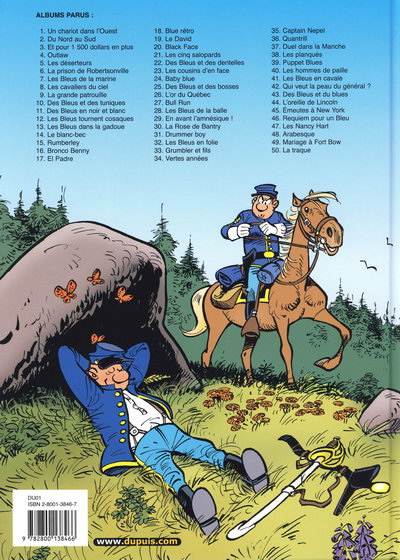 ALBUMS PARUS :
1. Un chariot dans l'Ouest
2. Du Nord au Sud
3. Et pour 1 500 dollars en plus
4. Outlaw
5. Les déserteurs
6. La prison de Robertsonville
7. Les Bleus de la marine
8. Les cavaliers du ciel
9. La grande patrouille
10. Des Bleus et des tuniques
11. Des Bleus en noir et blanc
12. Les Bleus tournent cosaques
13. Les Bleus dans la gadoue
14. Le blanc-bec
15. Rumberley
16. Bronco Benny
17. El Padre
18. Blue rétro
19. Le David
20. Black Face
21. Les cinq salopards
22. Des Bleus et des dentelles
23. Les cousins d'en face
24. Baby blue
25. Des Bleus et des bosses
26. L'or du Québec
27. Bull Run
28. Les Bleus de la balle
29. En avant l'amnésique !
30. La Rose de Bantry
31. Drummer boy
32. Les Bleus en folie
33. Grumbler et fils
34. Vertes années
35. Captain Nepel
36. Quantrill
37. Duel dans la Manche
38. Les planqués
39. Puppet Blues
40. Les hommes de paille
41. Les Bleus en cavale
42. Qui veut la peau du général ?
43. Des Bleus et du blues
44. L'oreille de Lincoln
45. Émeutes à New York
46. Requiem pour un Bleu
47. Les Nancy Hart
48. Arabesque
49. Mariage à Fort Bow
50. La traque
DU01
ISBN 2-8001-3846-7
9 782800 138466
www.dupuis.com